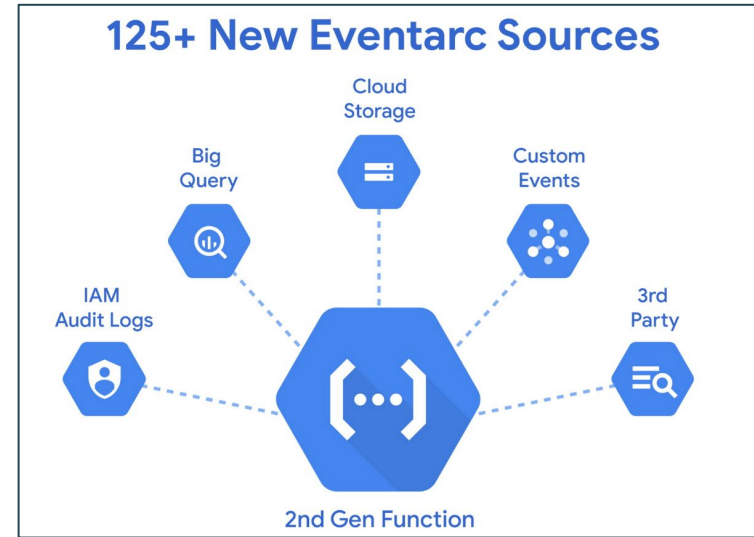 125+ New Eventarc Sources
Cloud
Storage
Big
Query
Custom
Events
IAM
Audit Logs
3rd
Party
2nd Gen Function